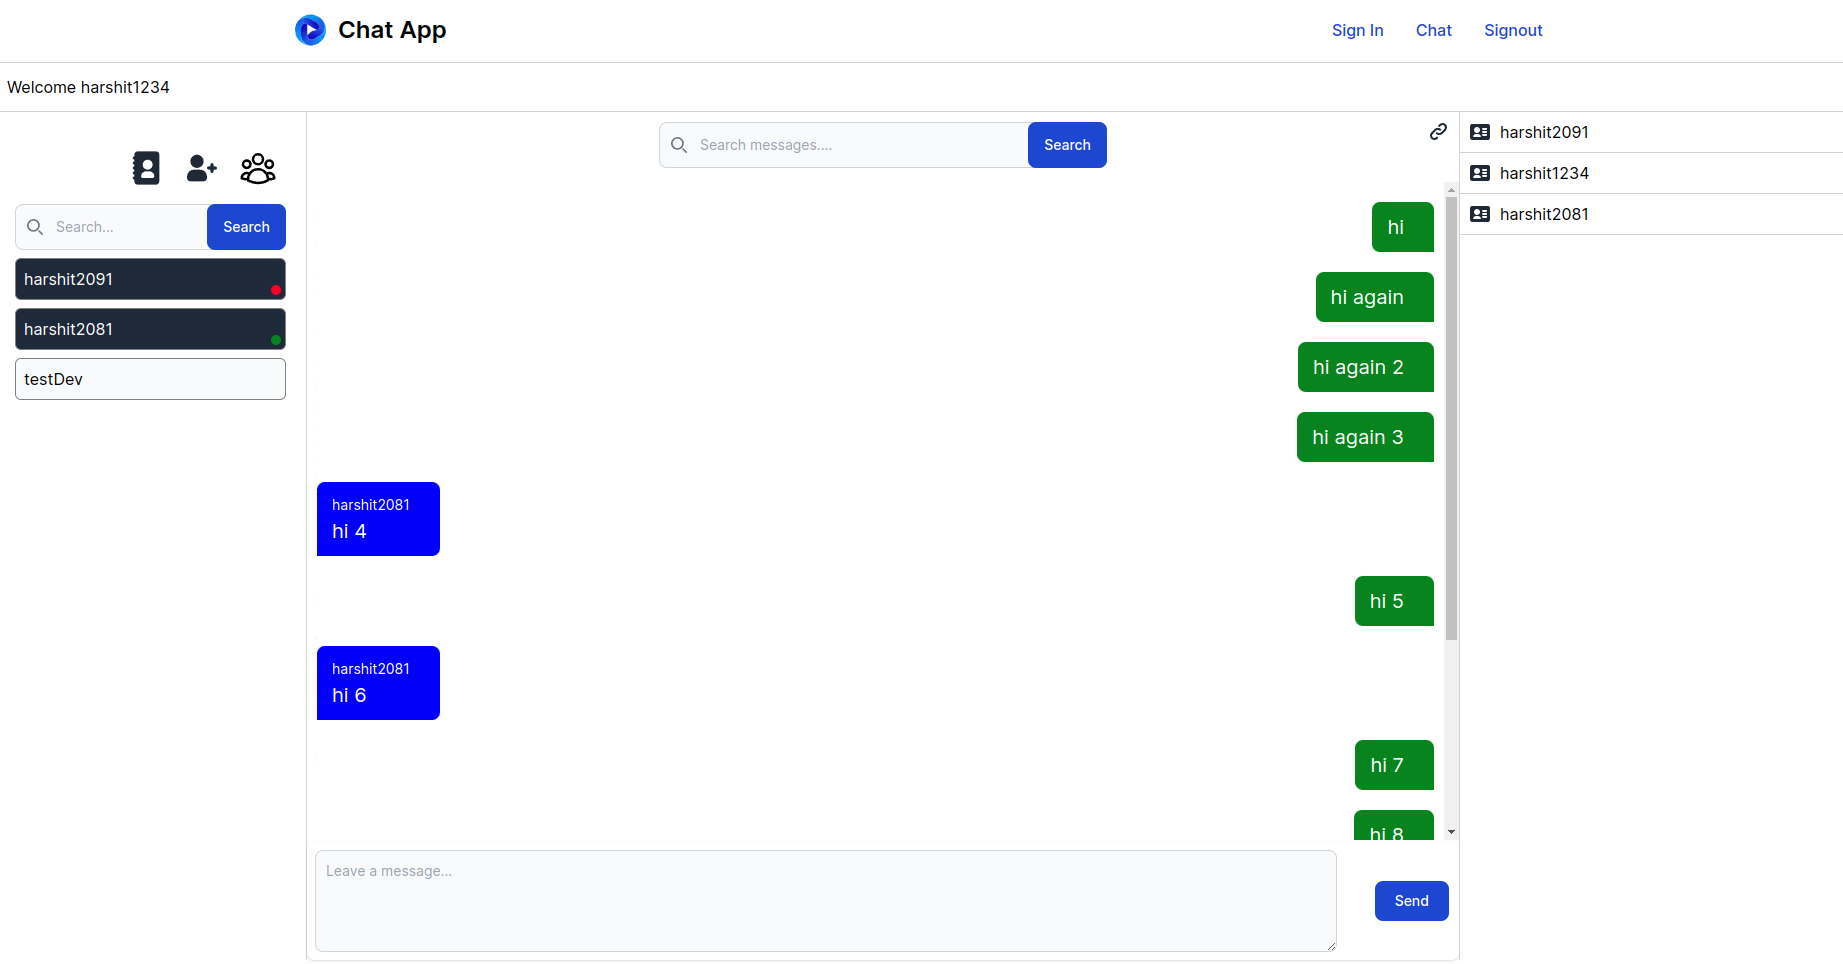 Chat App
Sign In
Chat
Signout
Welcome harshit1234
Search...
Search
harshit2091
harshit2081
testDev
Search messages....
Search
hi
hi again
hi again 2
hi again 3
harshit2081
hi 4
hi 5
harshit2081
hi 6
hi 7
hi 8
Leave a message...
Send
harshit2091
harshit1234
harshit2081